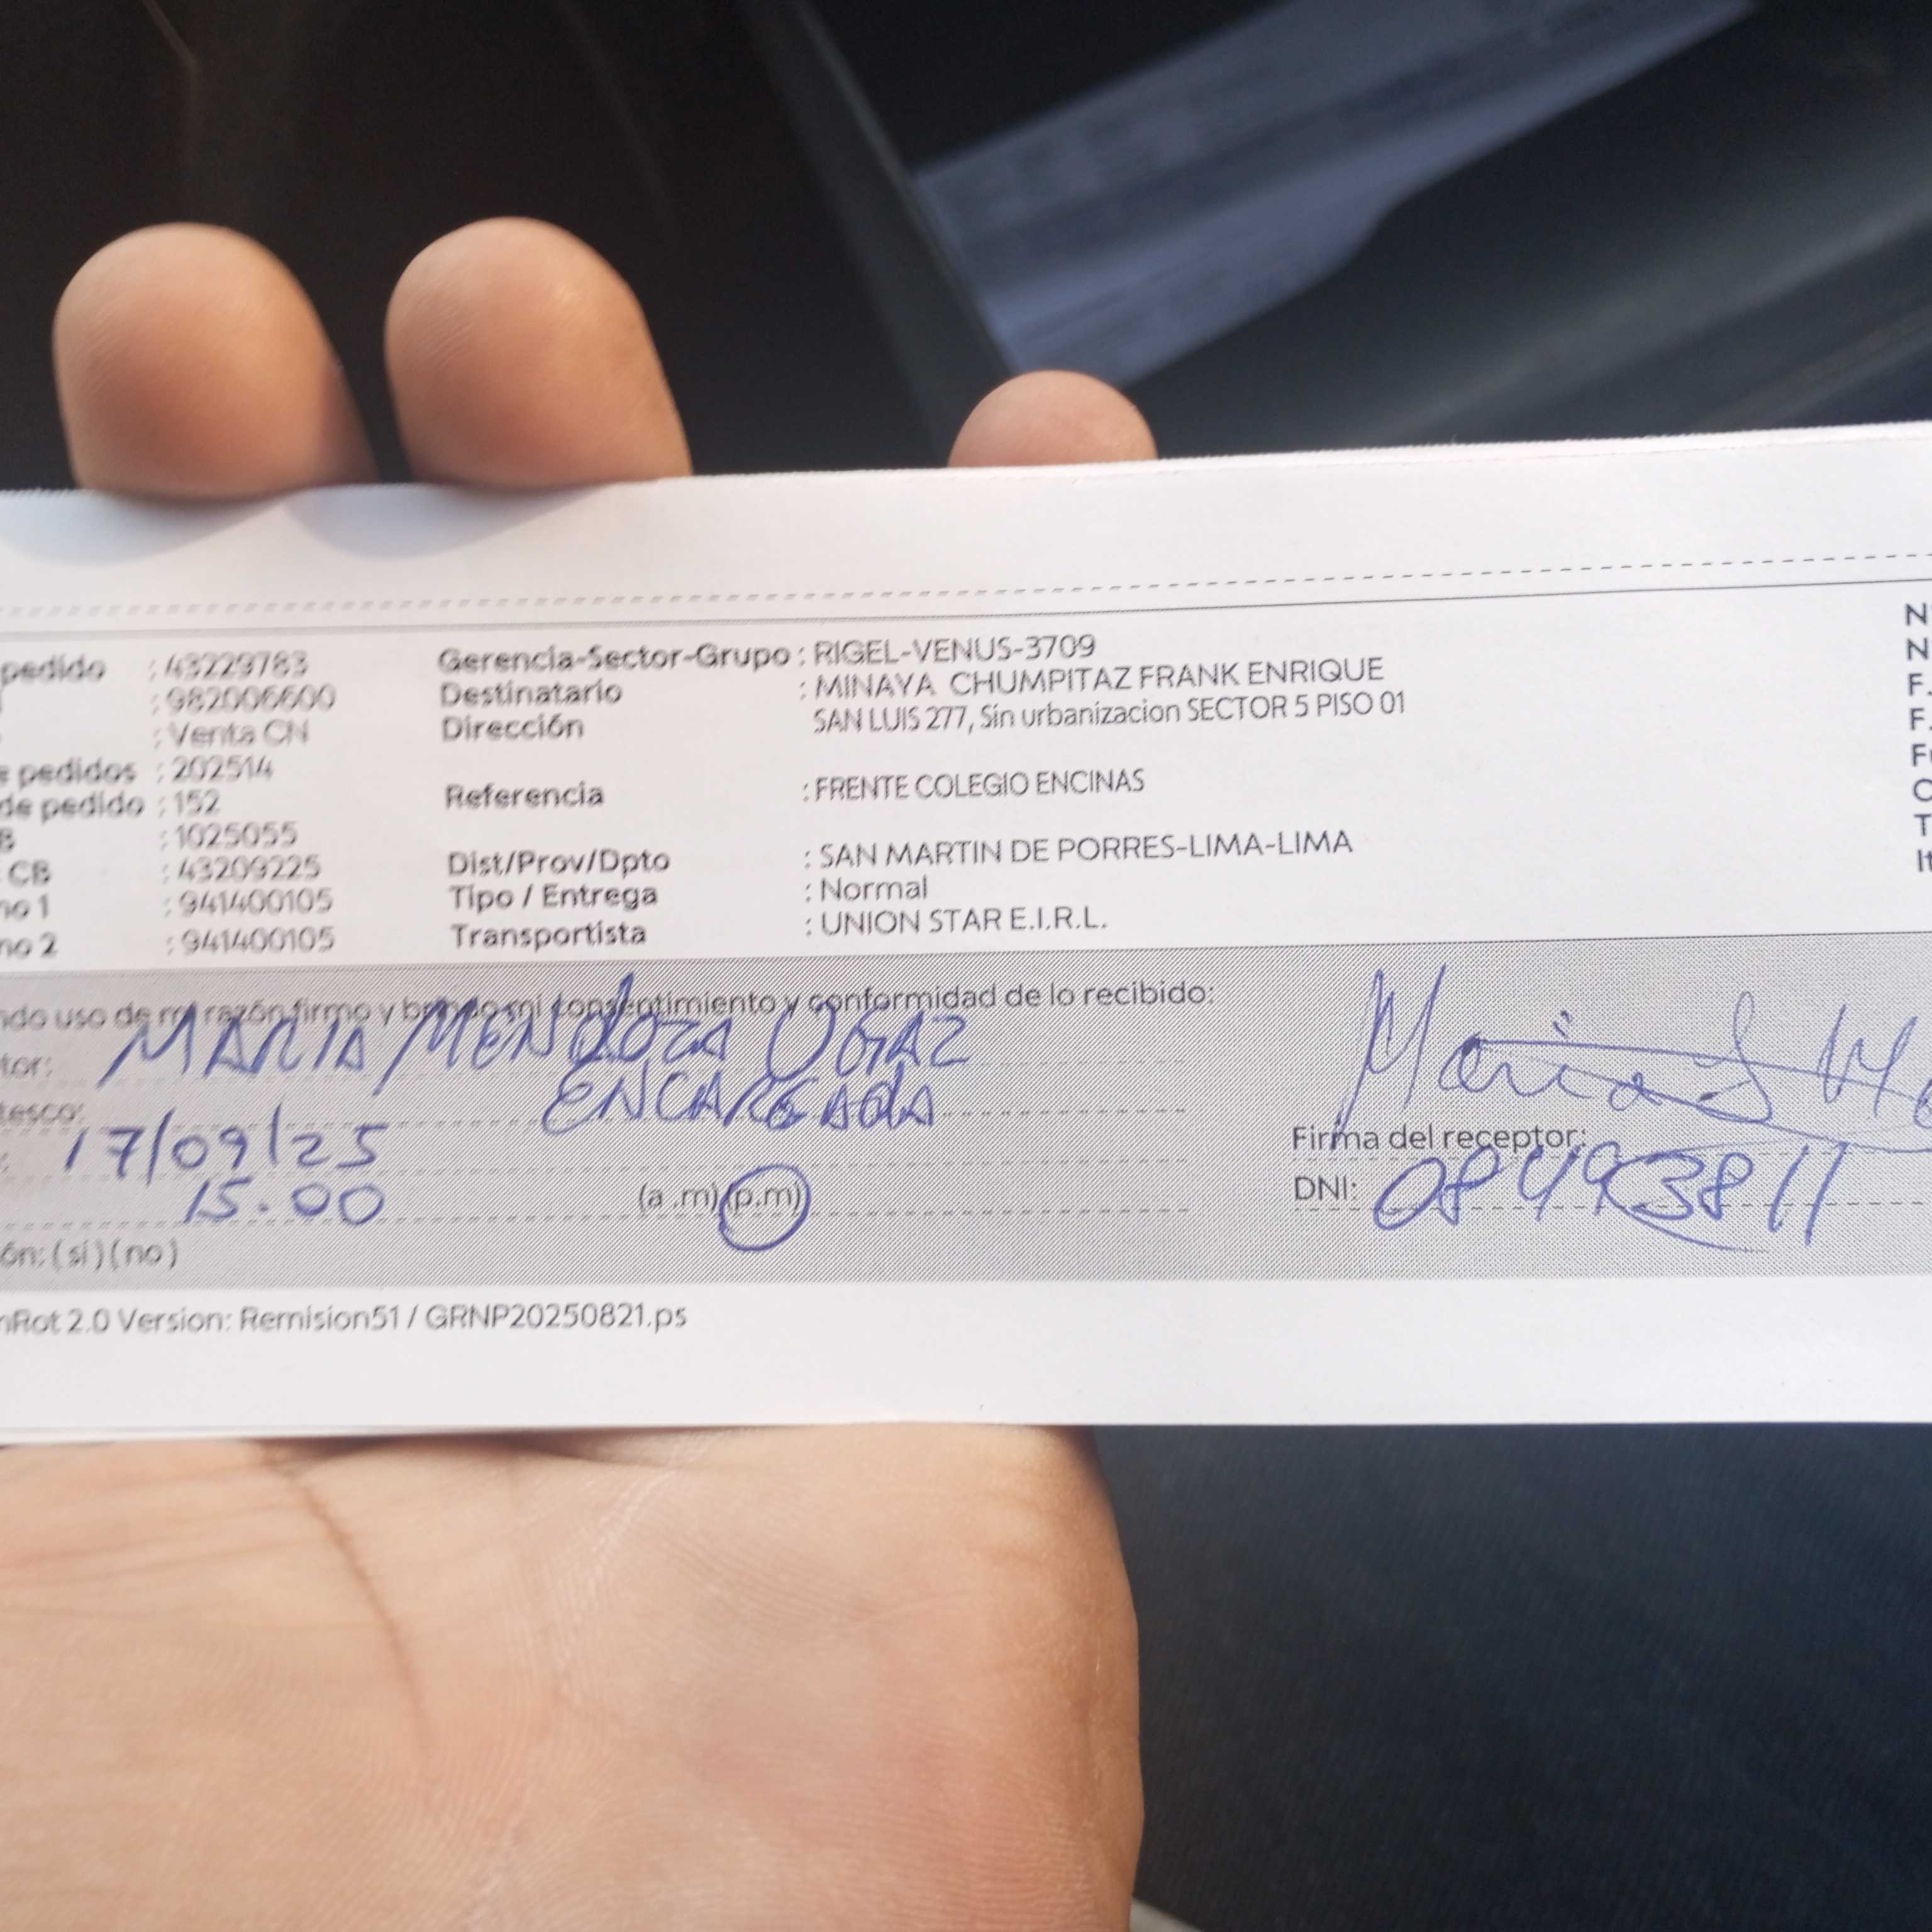 pedido : 43229783 Gerencia-Sector-Grupo : RIGEL-VENUS-3709
: 982006600 Destinatario : MINAYA CHUMPITAZ FRANK ENRIQUE
: Venta CN Dirección SAN LUIS 277, Sin urbanizacion SECTOR 5 PISO 01
e pedidos : 202514
de pedido : 152 Referencia : FRENTE COLEGIO ENCINAS
B : 1025055
CB : 43209225 Dist/Prov/Dpto : SAN MARTIN DE PORRES-LIMA-LIMA
no 1 : 941400105 Tipo / Entrega : Normal
no 2 : 941400105 Transportista : UNION STAR E.I.R.L.
N
N
F.
F.
F
O
T
It
ndo uso de mi razón firmo y brindo mi consentimiento y conformidad de lo recibido:
tor: MARIA MENDOZA
tesco: ENCARGADA
: 17/09/25 Firma del receptor:
15.00 (a .m) (p.m) DNI: 08493811
ón: ( si ) ( no )
nRot 2.0 Version: Remision51 / GRNP20250821.ps